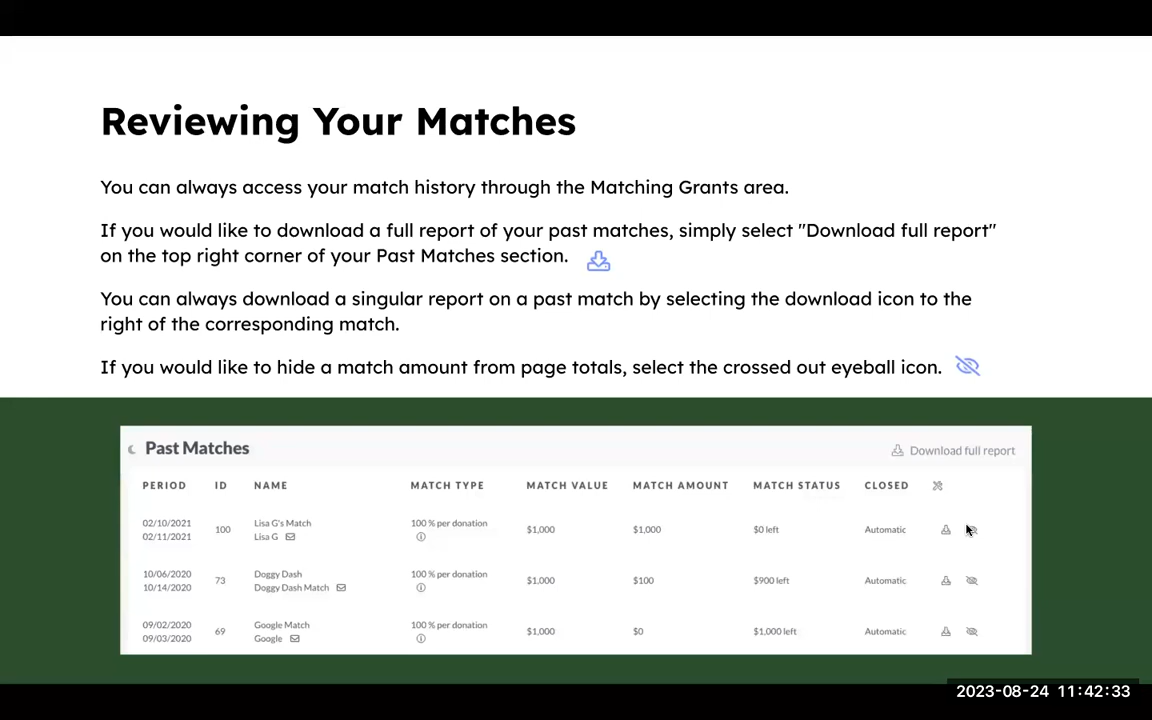 Reviewing Your Matches
You can always access your match history through the Matching Grants area.
If you would like to download a full report of your past matches, simply select "Download full report"
on the top right corner of your Past Matches section.
You can always download a singular report on a past match by selecting the download icon to the
right of the corresponding match.
If you would like to hide a match amount from page totals, select the crossed out eyeball icon.
Past Matches Download full report
PERIOD ID NAME MATCH TYPE MATCH VALUE MATCH AMOUNT MATCH STATUS CLOSED
02/10/2021 100 Lisa G's Match 100 % per donation $1,000 $1,000 $0 left Automatic
02/11/2021 Lisa G
10/06/2020 73 Doggy Dash 100 % per donation $1,000 $100 $900 left Automatic
10/14/2020 Doggy Dash Match
09/02/2020 69 Google Match 100 % per donation $1,000 $0 $1,000 left Automatic
09/03/2020 Google
2023-08-24 11:42:33